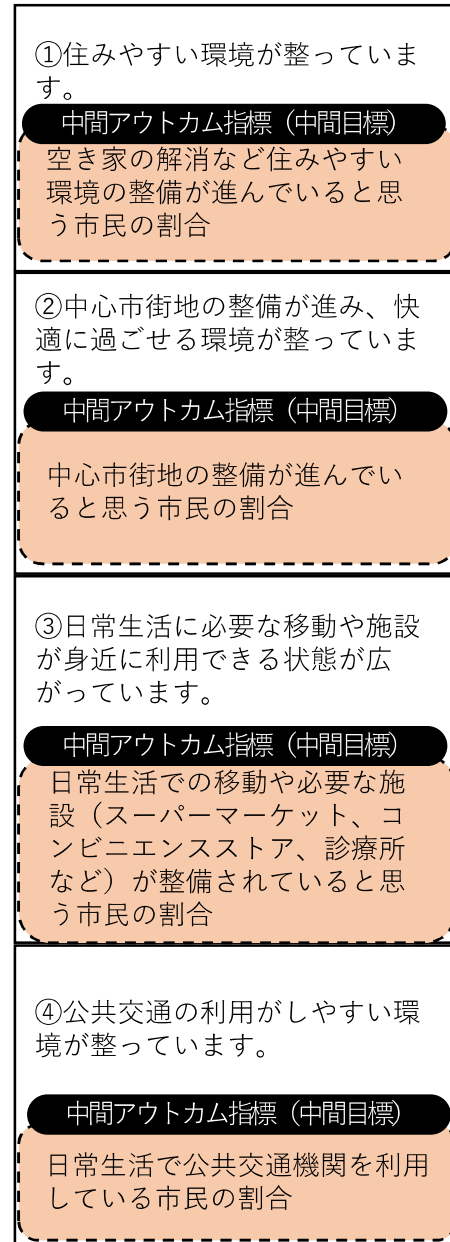 ①住みやすい環境が整っていま
す。
中間アウトカム指標（中間目標）
空き家の解消など住みやすい
環境の整備が進んでいると思
う市民の割合
②中心市街地の整備が進み、快
適に過ごせる環境が整っていま
す。
中間アウトカム指標（中間目標）
中心市街地の整備が進んでい
ると思う市民の割合
③日常生活に必要な移動や施設
が身近に利用できる状態が広
がっています。
中間アウトカム指標（中間目標）
日常生活での移動や必要な施
設（スーパーマーケット、コ
ンビニエンスストア、診療所
など）が整備されていると思
う市民の割合
④公共交通の利用がしやすい環
境が整っています。
中間アウトカム指標（中間目標）
日常生活で公共交通機関を利用
している市民の割合